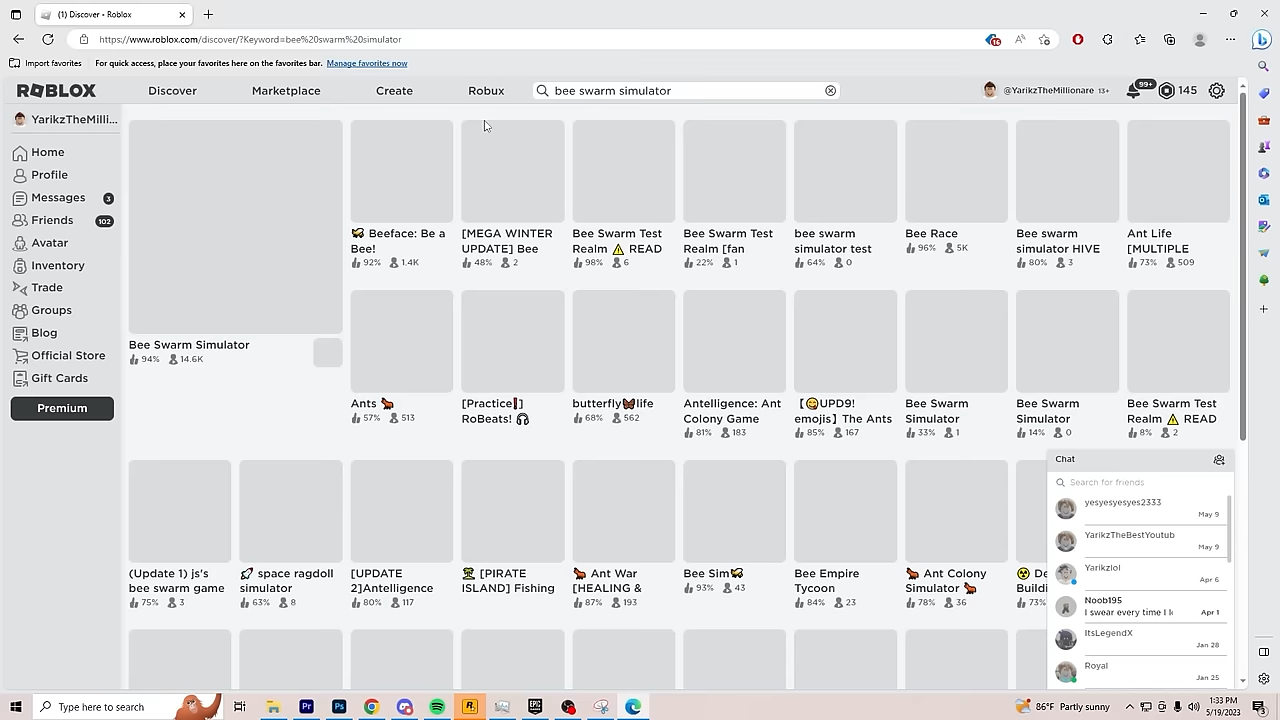 (1) Discover - Roblox
https://www.roblox.com/discover/?Keyword=bee%20swarm%20simulator
16
Import favorites
For quick access, place your favorites here on the favorites bar. Manage favorites now
ROBLOX
Discover
Marketplace
Create
Robux
bee swarm simulator
@YarikzTheMillionare 13+
99+
145
YarikzTheMilli...
Home
Profile
Messages 3
Friends 102
Avatar
Inventory
Trade
Groups
Blog
Official Store
Gift Cards
Premium
Bee Swarm Simulator
94% 14.6K
Beeface: Be a
Bee!
92% 1.4K
[MEGA WINTER
UPDATE] Bee
48% 2
Bee Swarm Test
Realm ⚠ READ
98% 6
Bee Swarm Test
Realm [fan
22% 1
bee swarm
simulator test
64% 0
Bee Race
96% 5K
Bee swarm
simulator HIVE
80% 3
Ant Life
[MULTIPLE
73% 509
Ants 🐜
57% 513
[Practice❗]
RoBeats! 🎧
butterfly🦋life
68% 562
Antelligence: Ant
Colony Game
81% 183
【😋UPD9!
emojis】The Ants
85% 167
Bee Swarm
Simulator
33% 1
Bee Swarm
Simulator
14% 0
Bee Swarm Test
Realm ⚠ READ
8% 2
(Update 1) js's
bee swarm game
75% 3
🚀 space ragdoll
simulator
63% 8
[UPDATE
2]Antelligence
80% 117
[PIRATE
ISLAND] Fishing
🐜 Ant War
[HEALING &
87% 193
Bee Sim🐝
93% 43
Bee Empire
Tycoon
84% 23
🐜 Ant Colony
Simulator 🐜
78% 36
☢ De
Buildi
73%
Chat
Search for friends
yesyesyesyes2333
May 9
YarikzTheBestYoutub
May 9
Yarikzlol
Apr 6
Noob195
I swear every time I l
Apr 1
ItsLegendX
Jan 28
Royal
Jan 25
Type here to search
86°F Partly sunny
1:33 PM
5/19/2023